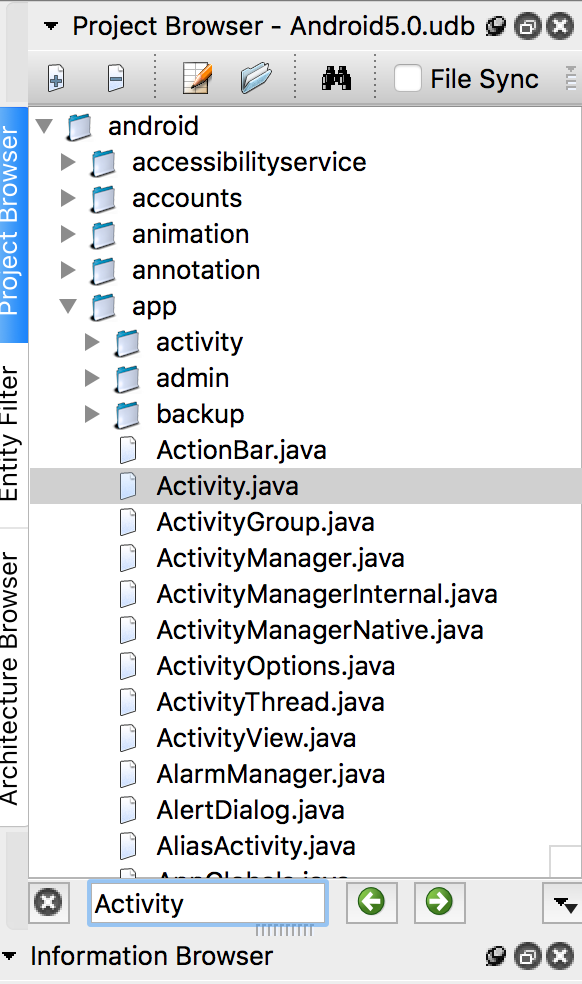 Project Browser - Android5.0.udb
File Sync
Project Browser
Entity Filter
Architecture Browser
android
accessibilityservice
accounts
animation
annotation
app
activity
admin
backup
ActionBar.java
Activity.java
ActivityGroup.java
ActivityManager.java
ActivityManagerInternal.java
ActivityManagerNative.java
ActivityOptions.java
ActivityThread.java
ActivityView.java
AlarmManager.java
AlertDialog.java
AliasActivity.java
Activity
Information Browser